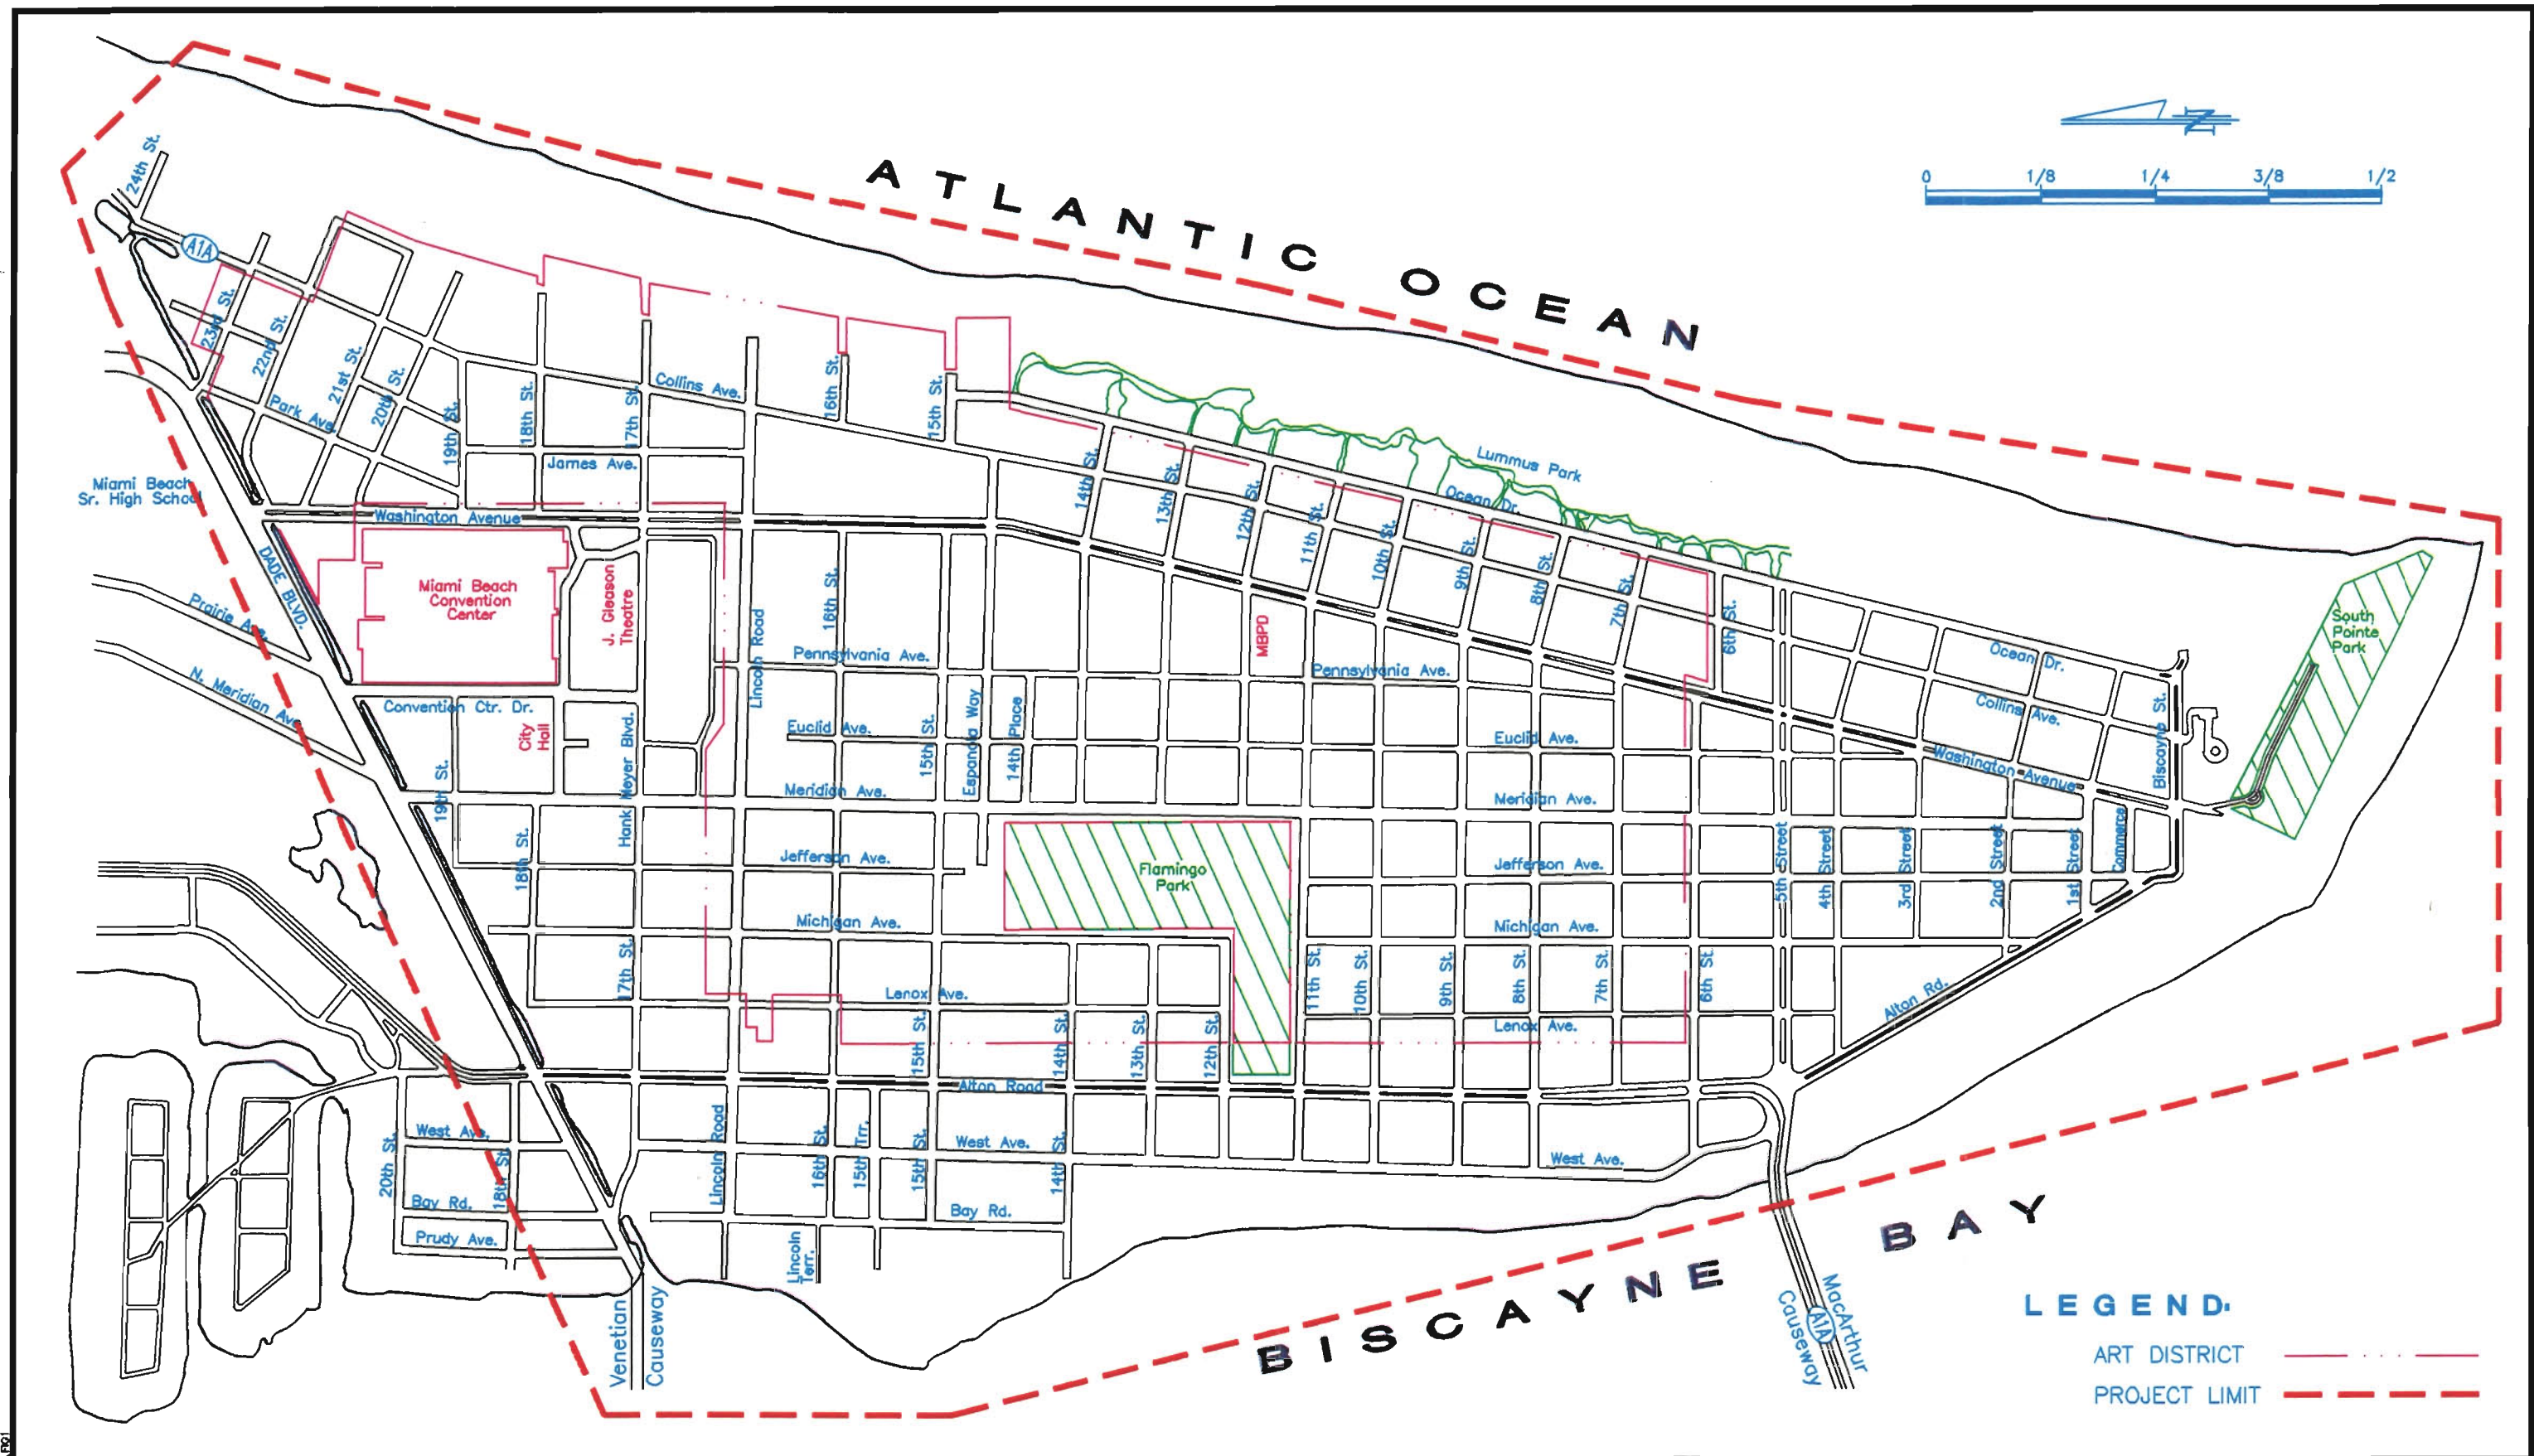 ATLANTIC OCEAN
N
0 1/8 1/4 3/8 1/2
24th St.
A1A
23rd St.
22nd St.
21st St.
20th St.
19th St.
18th St.
17th St.
Collins Ave.
16th St.
15th St.
Park Ave.
James Ave.
Miami Beach
Sr. High School
Washington Avenue
DADE BLVD.
Prairie Ave.
N. Meridian Ave.
Miami Beach
Convention
Center
J. Gleason
Theatre
Convention Ctr. Dr.
City
Hall
Hank Meyer Blvd.
Lincoln Road
16th St.
Pennsylvania Ave.
Euclid Ave.
15th St.
Espanola Way
14th Place
Meridian Ave.
Jefferson Ave.
Michigan Ave.
Lenox Ave.
19th St.
18th St.
17th St.
14th St.
13th St.
12th St.
11th St.
10th St.
9th St.
8th St.
7th St.
6th St.
Lummus Park
Ocean Dr.
MBPD
Pennsylvania Ave.
Euclid Ave.
Meridian Ave.
Jefferson Ave.
Michigan Ave.
Lenox Ave.
Flamingo
Park
11th St.
10th St.
9th St.
8th St.
7th St.
6th St.
5th Street
4th Street
3rd Street
2nd Street
1st Street
Commerce
Biscayne St.
Ocean Dr.
Collins Ave.
Washington Avenue
South
Pointe
Park
Alton Rd.
15th St.
14th St.
13th St.
12th St.
Alton Road
West Ave.
20th St.
18th St.
Bay Rd.
Prudy Ave.
Lincoln Road
16th St.
15th Trr.
15th St.
14th St.
West Ave.
West Ave.
Bay Rd.
Lincoln
Terr.
Venetian
Causeway
BISCAYNE BAY
MacArthur
Causeway
A1A
LEGEND
ART DISTRICT
PROJECT LIMIT